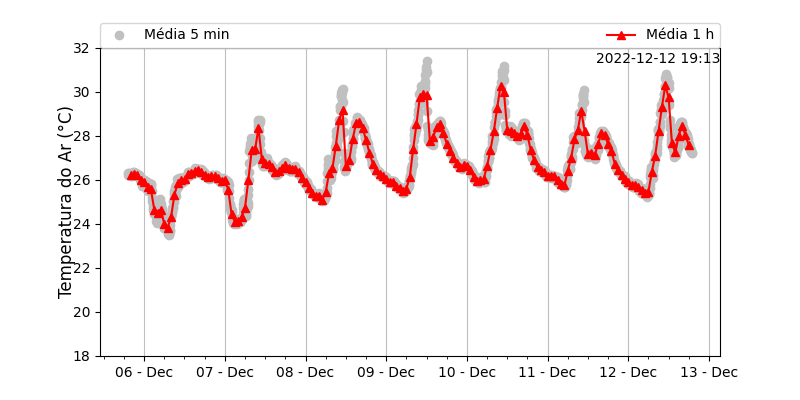 Média 5 min
Média 1 h
2022-12-12 19:13
Temperatura do Ar (°C)
32
30
28
26
24
22
20
18
06 - Dec
07 - Dec
08 - Dec
09 - Dec
10 - Dec
11 - Dec
12 - Dec
13 - Dec